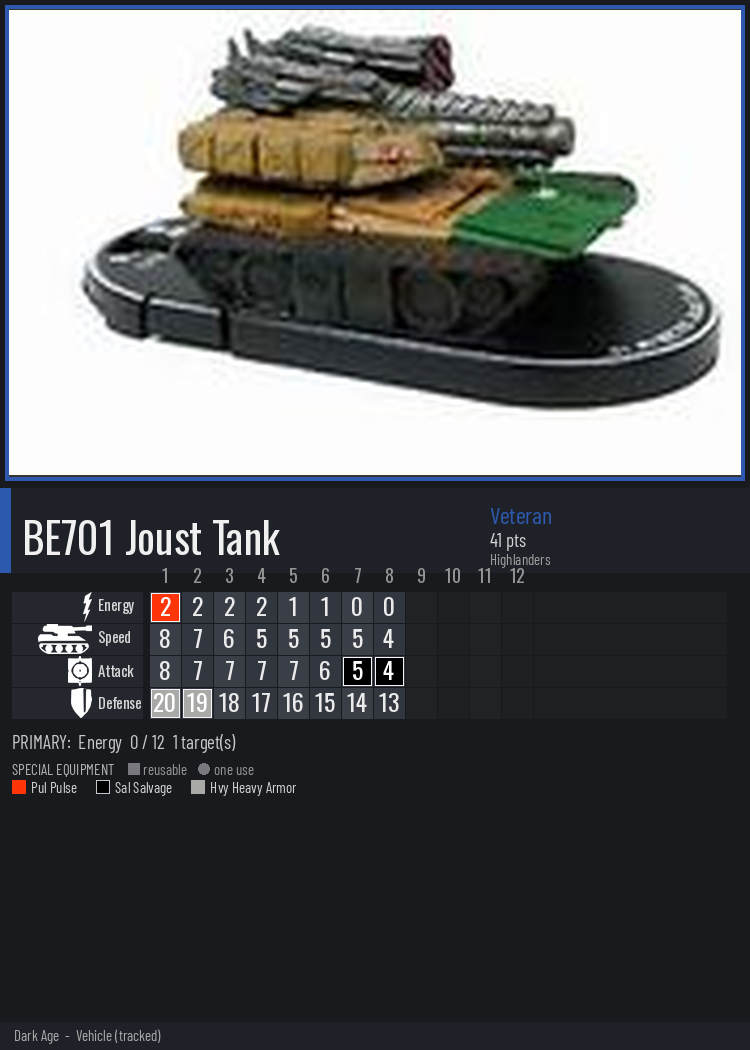 BE701 Joust Tank
Veteran
41 pts
Highlanders
1 2 3 4 5 6 7 8 9 10 11 12
Energy 2 2 2 2 1 1 0 0
Speed 8 7 6 5 5 5 5 4
Attack 8 7 7 7 7 6 5 4
Defense 20 19 18 17 16 15 14 13
PRIMARY: Energy 0 / 12 1 target(s)
SPECIAL EQUIPMENT reusable one use
Pul Pulse Sal Salvage Hvy Heavy Armor
Dark Age - Vehicle (tracked)